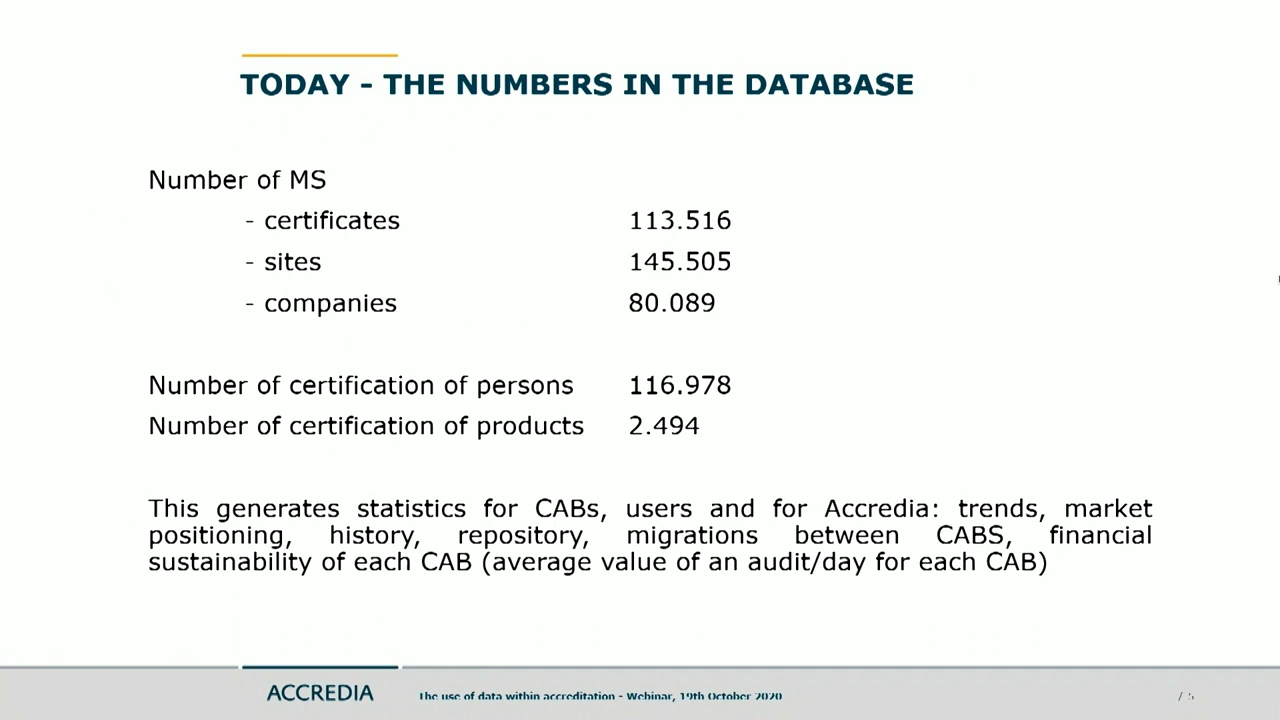 TODAY - THE NUMBERS IN THE DATABASE
Number of MS
- certificates 113.516
- sites 145.505
- companies 80.089
Number of certification of persons 116.978
Number of certification of products 2.494
This generates statistics for CABs, users and for Accredia: trends, market
positioning, history, repository, migrations between CABS, financial
sustainability of each CAB (average value of an audit/day for each CAB)
ACCREDIA
The use of data within accreditation - Webinar, 19th October 2020
/ 5